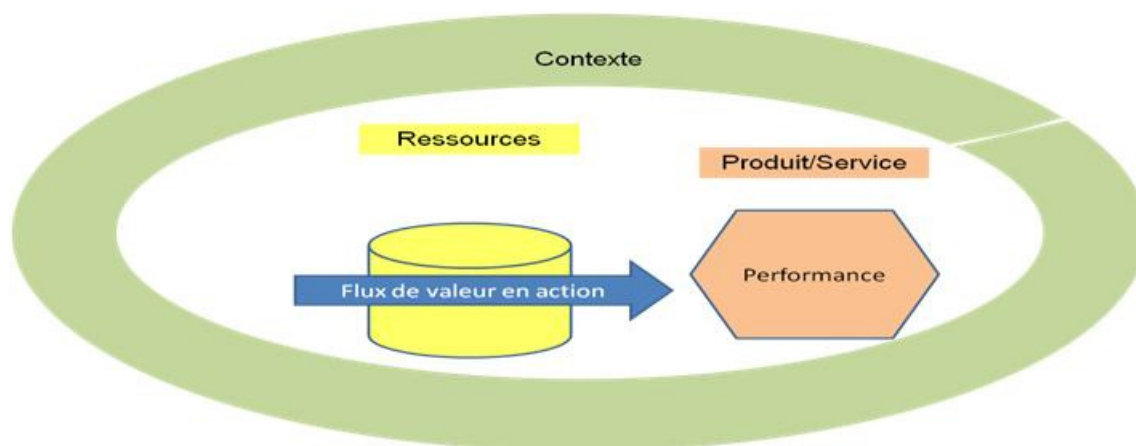 Contexte
Ressources
Produit/Service
Flux de valeur en action
Performance